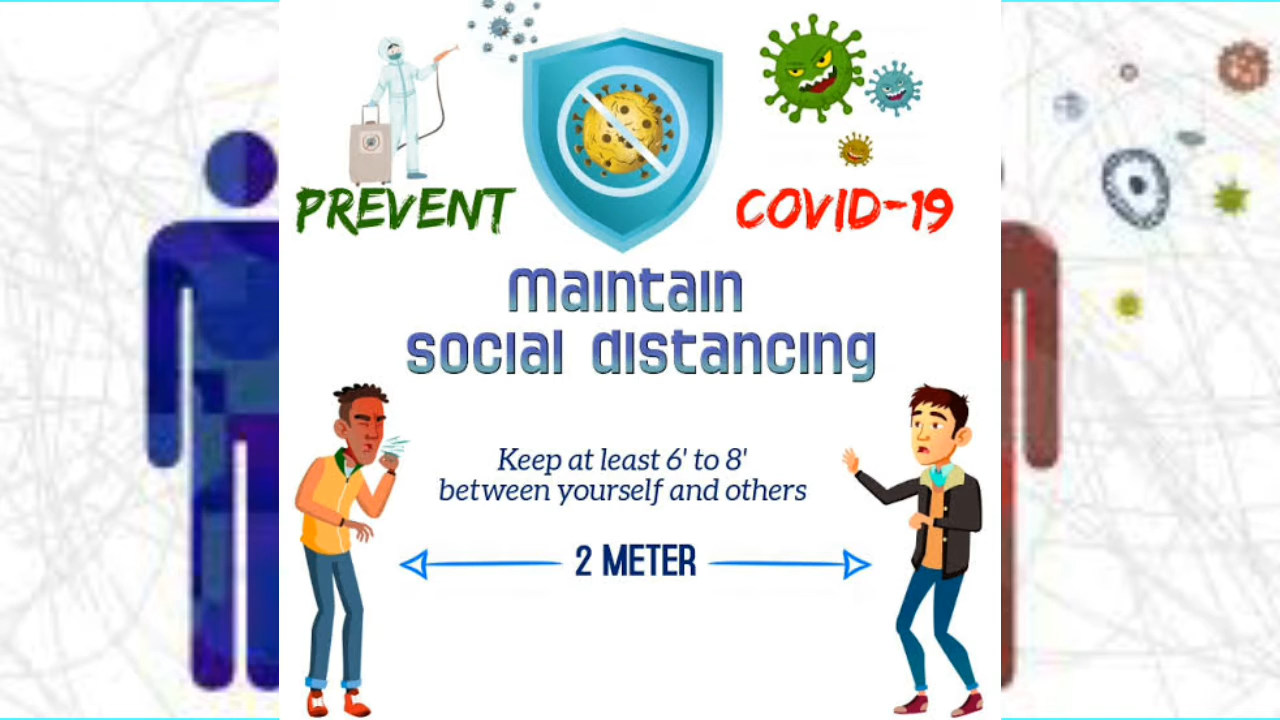 PREVENT
COVID-19
Maintain
social distancing
Keep at least 6' to 8'
between yourself and others
2 METER